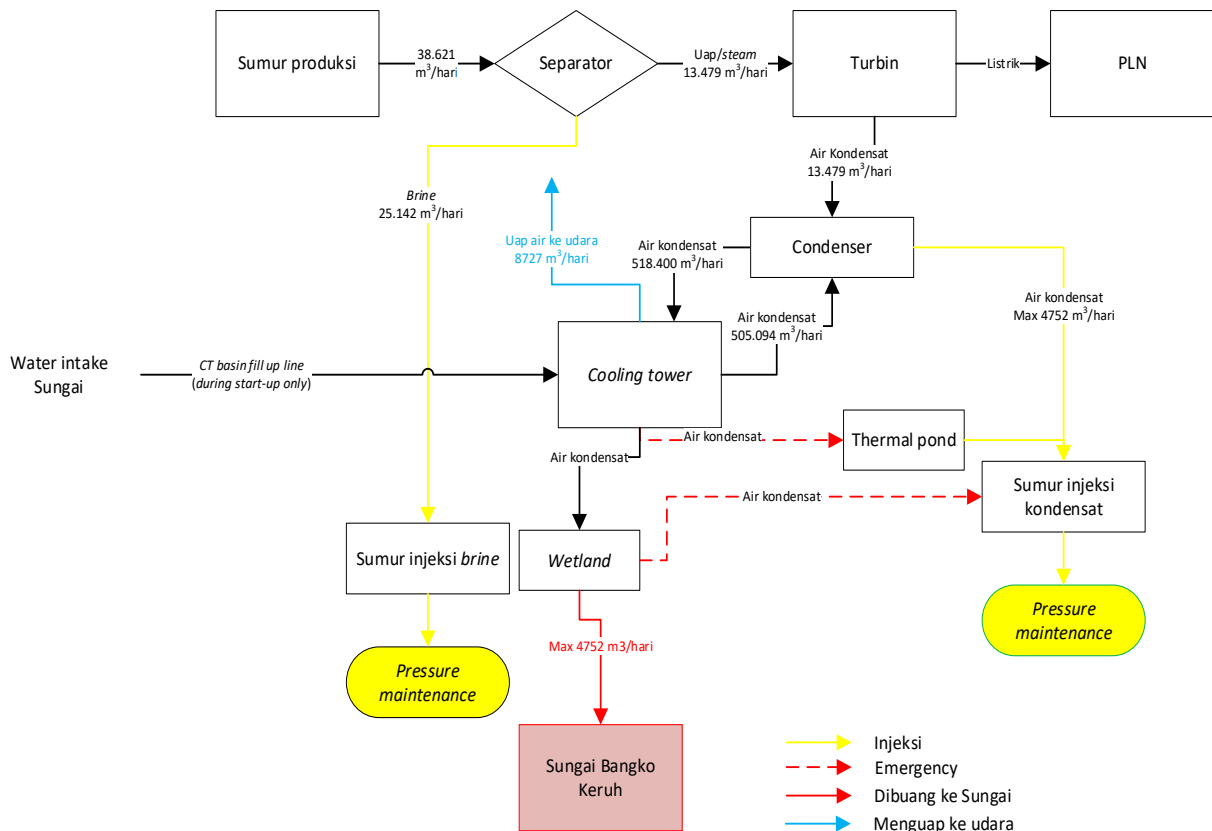 Sumur produksi
38.621
m³/hari
Separator
Uap/steam
13.479 m³/hari
Turbin
Listrik
PLN
Air Kondensat
13.479 m³/hari
Brine
25.142 m³/hari
Uap air ke udara
8727 m³/hari
Air kondensat
518.400 m³/hari
Condenser
Air kondensat
505.094 m³/hari
Air kondensat
Max 4752 m³/hari
Water intake
Sungai
CT basin fill up line
(during start-up only)
Cooling tower
Air kondensat
Thermal pond
Air kondensat
Air kondensat
Sumur injeksi
kondensat
Sumur injeksi brine
Wetland
Pressure
maintenance
Max 4752 m3/hari
Pressure
maintenance
Sungai Bangko
Keruh
Injeksi
Emergency
Dibuang ke Sungai
Menguap ke udara